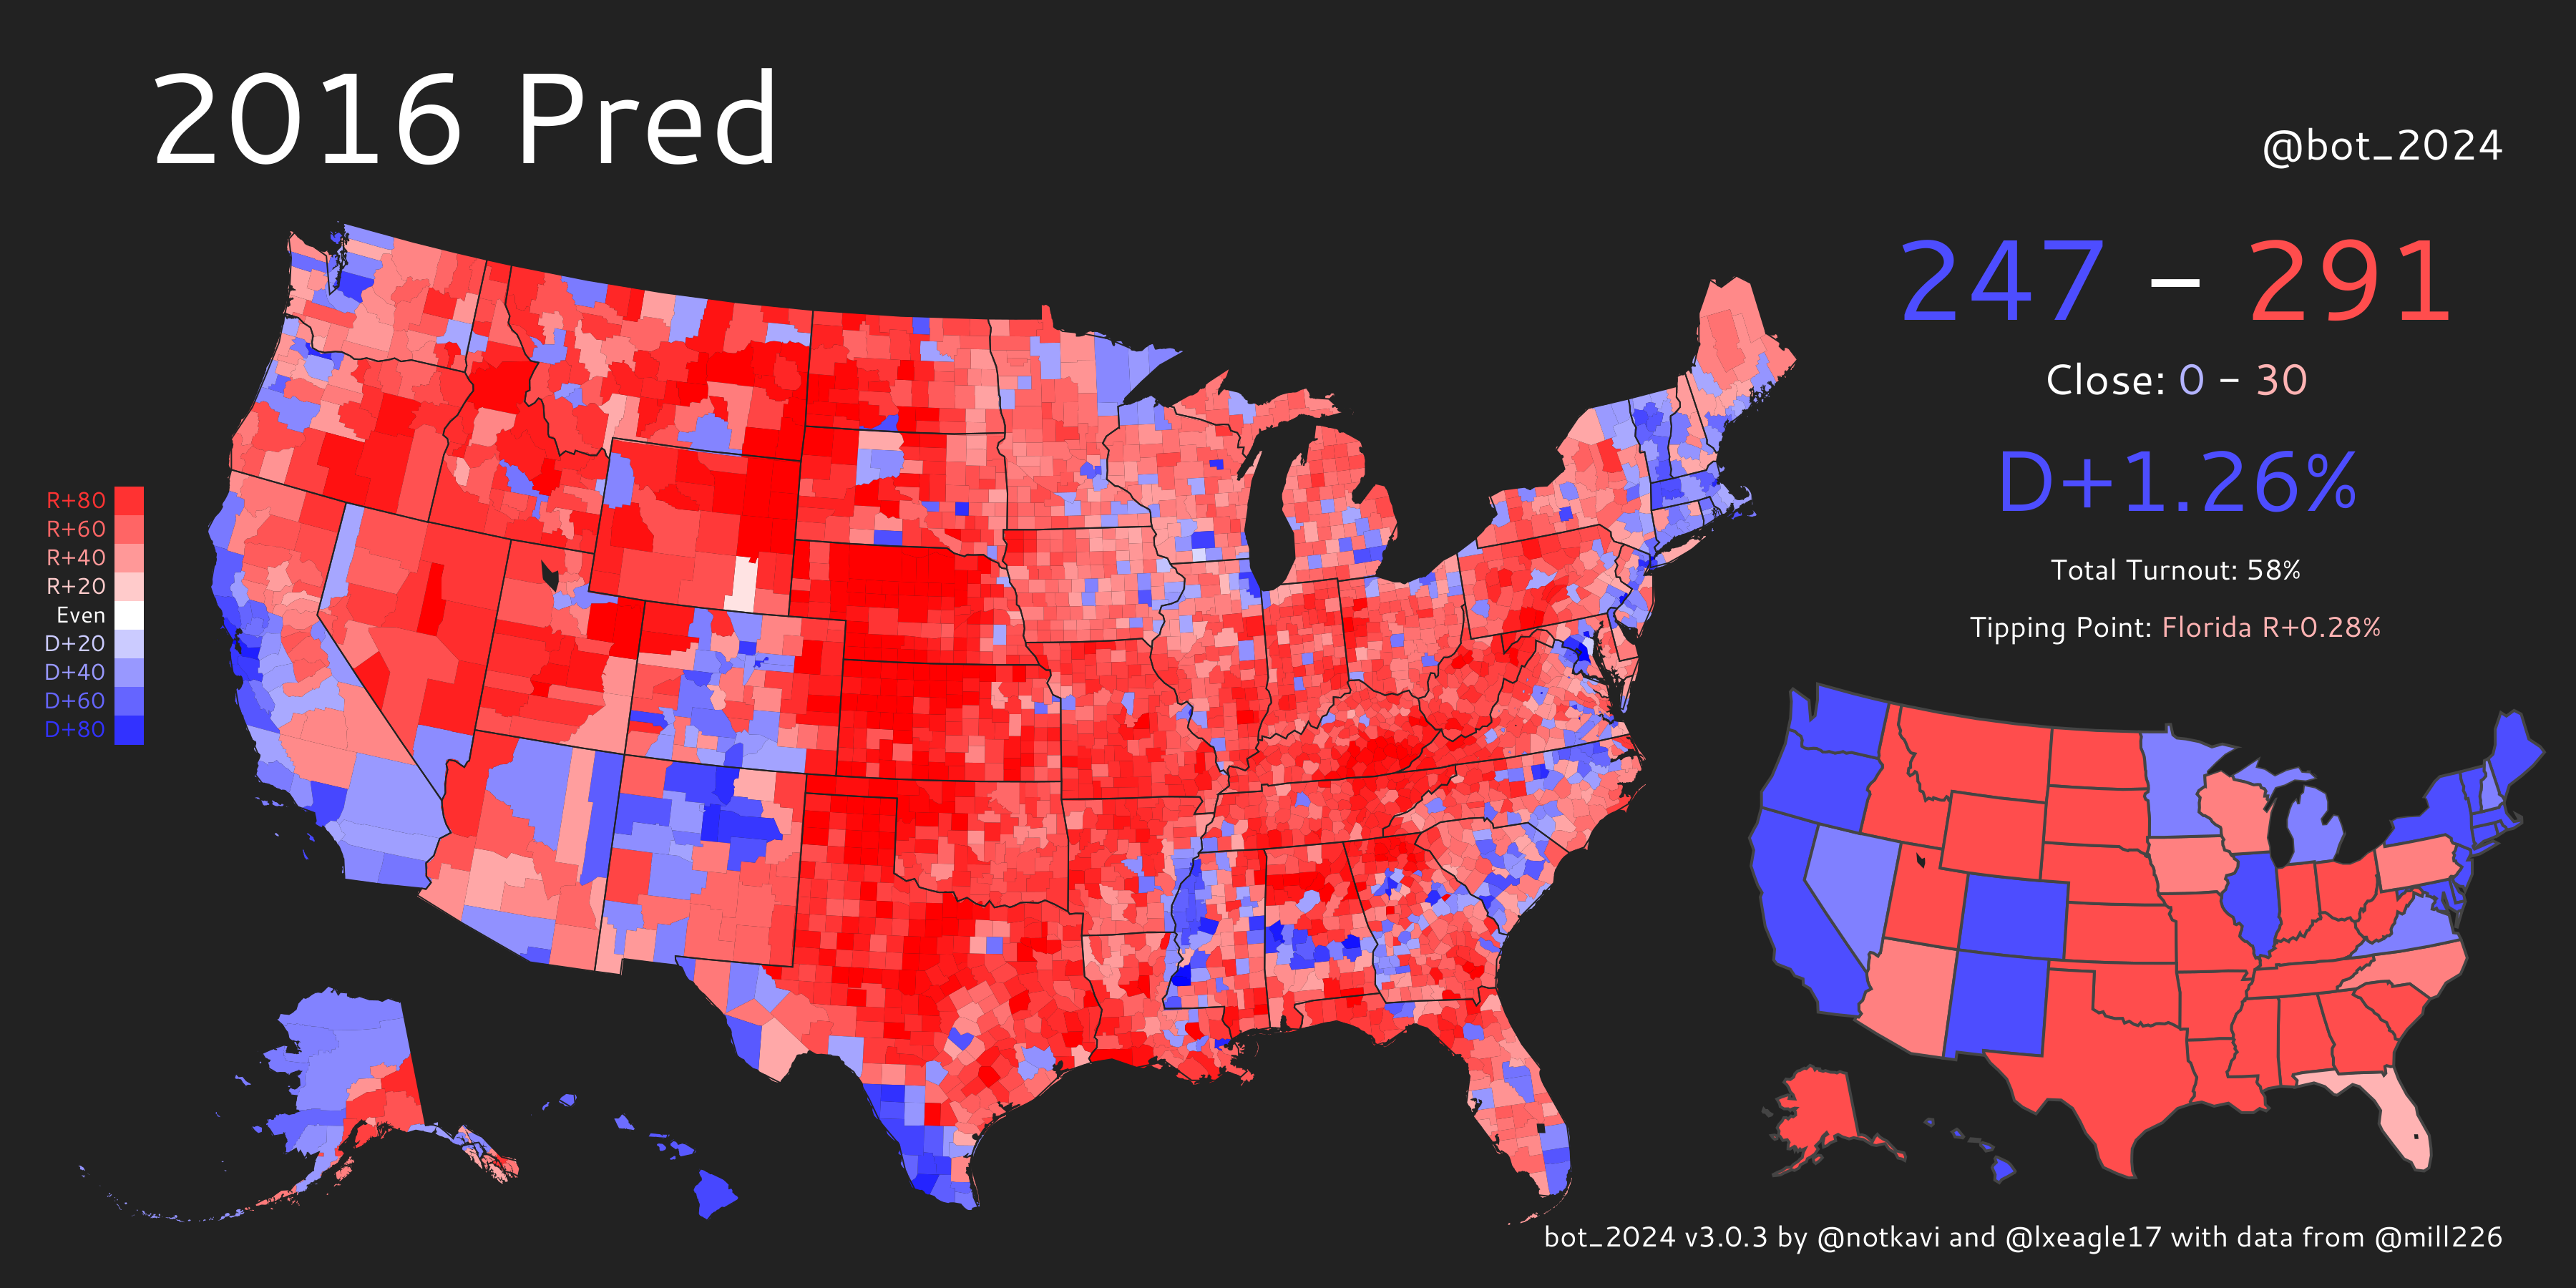 2016 Pred
@bot_2024
247 - 291
Close: 0 - 30
D+1.26%
Total Turnout: 58%
Tipping Point: Florida R+0.28%
R+80
R+60
R+40
R+20
Even
D+20
D+40
D+60
D+80
bot_2024 v3.0.3 by @notkavi and @lxeagle17 with data from @mill226